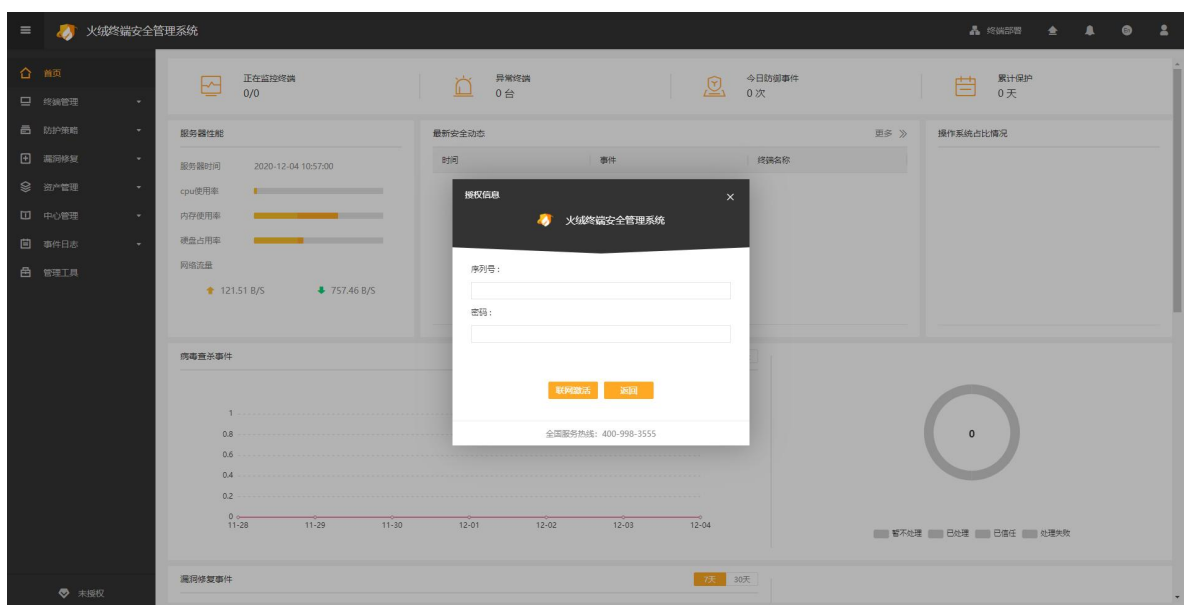 火绒终端安全管理系统
终端部署
首页
终端管理
防护策略
漏洞修复
资产管理
中心管理
事件日志
管理工具
未授权
正在监控终端
0/0
异常终端
0 台
今日防御事件
0 次
累计保护
0 天
服务器性能
服务器时间 2020-12-04 10:57:00
cpu使用率
内存使用率
硬盘占用率
网络流量
121.51 B/S 757.46 B/S
最新安全动态 更多
时间 事件 终端名称
操作系统占比情况
授权信息
火绒终端安全管理系统
序列号：
密码：
联网激活 返回
全国服务热线：400-998-3555
病毒查杀事件
1
0.8
0.6
0.4
0.2
0
11-28 11-29 11-30 12-01 12-02 12-03 12-04
0
暂不处理 已处理 已信任 处理失败
漏洞修复事件 7天 30天